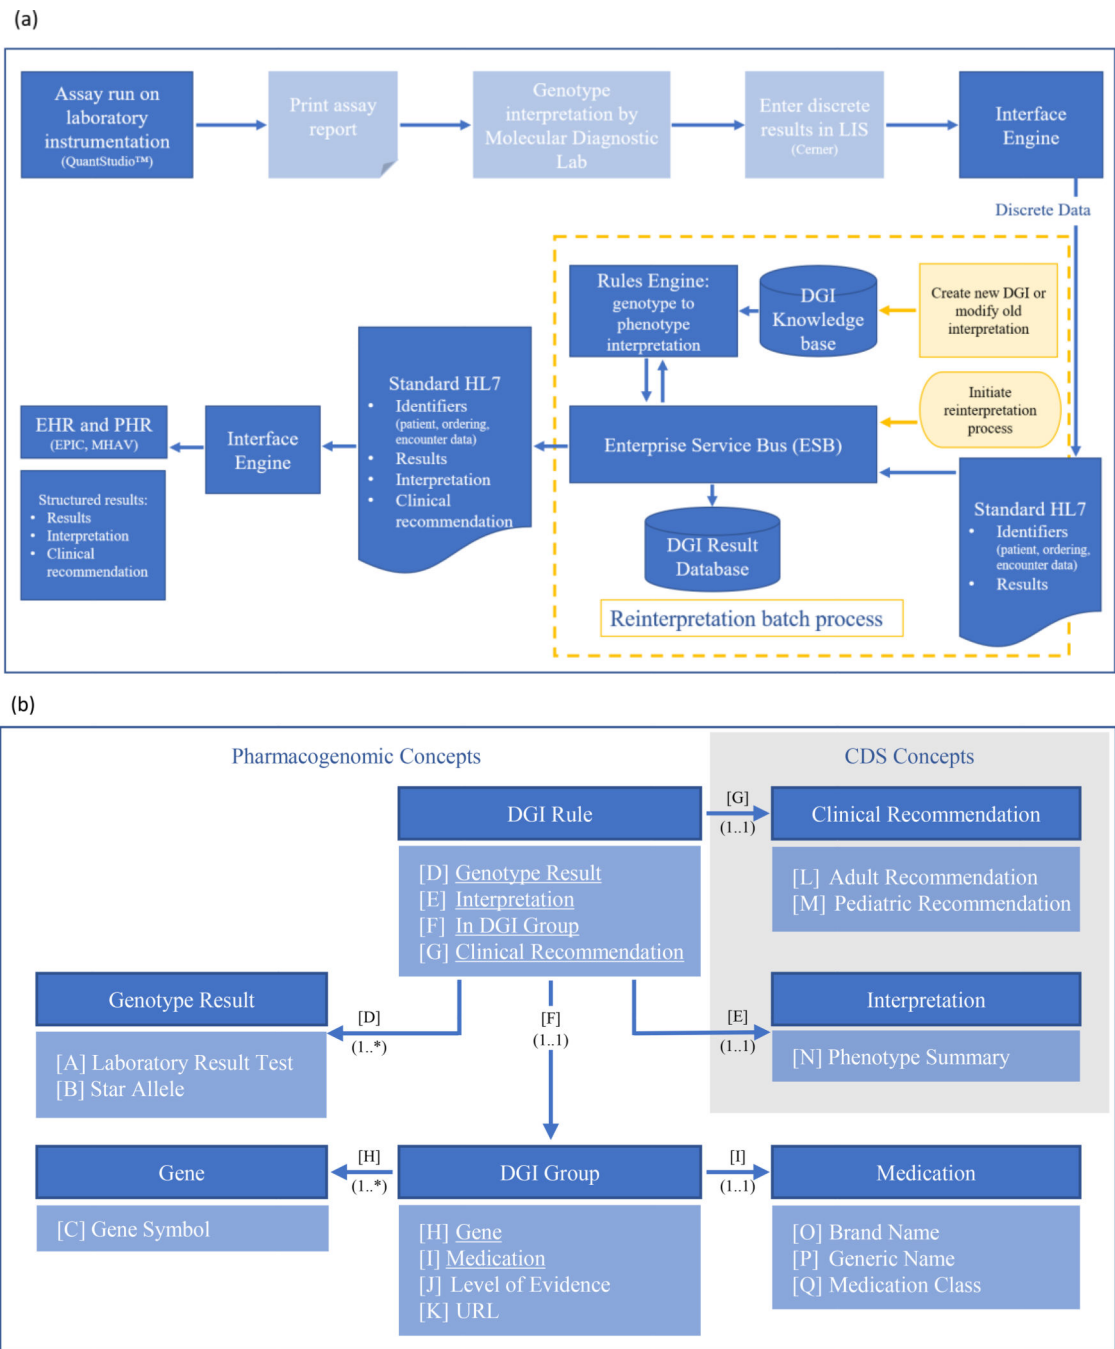 (a)
Assay run on
laboratory
instrumentation
(QuantStudio™)
Print assay
report
Genotype
interpretation by
Molecular Diagnostic
Lab
Enter discrete
results in LIS
(Cerner)
Interface
Engine
Discrete Data
Rules Engine:
genotype to
phenotype
interpretation
DGI
Knowledge
base
Create new DGI or
modify old
interpretation
Initiate
reinterpretation
process
Enterprise Service Bus (ESB)
DGI Result
Database
Reinterpretation batch process
Standard HL7
• Identifiers
(patient, ordering,
encounter data)
• Results
Standard HL7
• Identifiers
(patient, ordering,
encounter data)
• Results
• Interpretation
• Clinical
recommendation
Interface
Engine
EHR and PHR
(EPIC, MHAV)
Structured results:
• Results
• Interpretation
• Clinical
recommendation
(b)
Pharmacogenomic Concepts
CDS Concepts
DGI Rule
[G]
(1..1)
Clinical Recommendation
[D] Genotype Result
[E] Interpretation
[F] In DGI Group
[G] Clinical Recommendation
[L] Adult Recommendation
[M] Pediatric Recommendation
Genotype Result
[D]
(1..*)
[F]
(1..1)
[E]
(1..1)
Interpretation
[A] Laboratory Result Test
[B] Star Allele
[N] Phenotype Summary
Gene
[H]
(1..*)
DGI Group
[I]
(1..1)
Medication
[C] Gene Symbol
[H] Gene
[I] Medication
[J] Level of Evidence
[K] URL
[O] Brand Name
[P] Generic Name
[Q] Medication Class